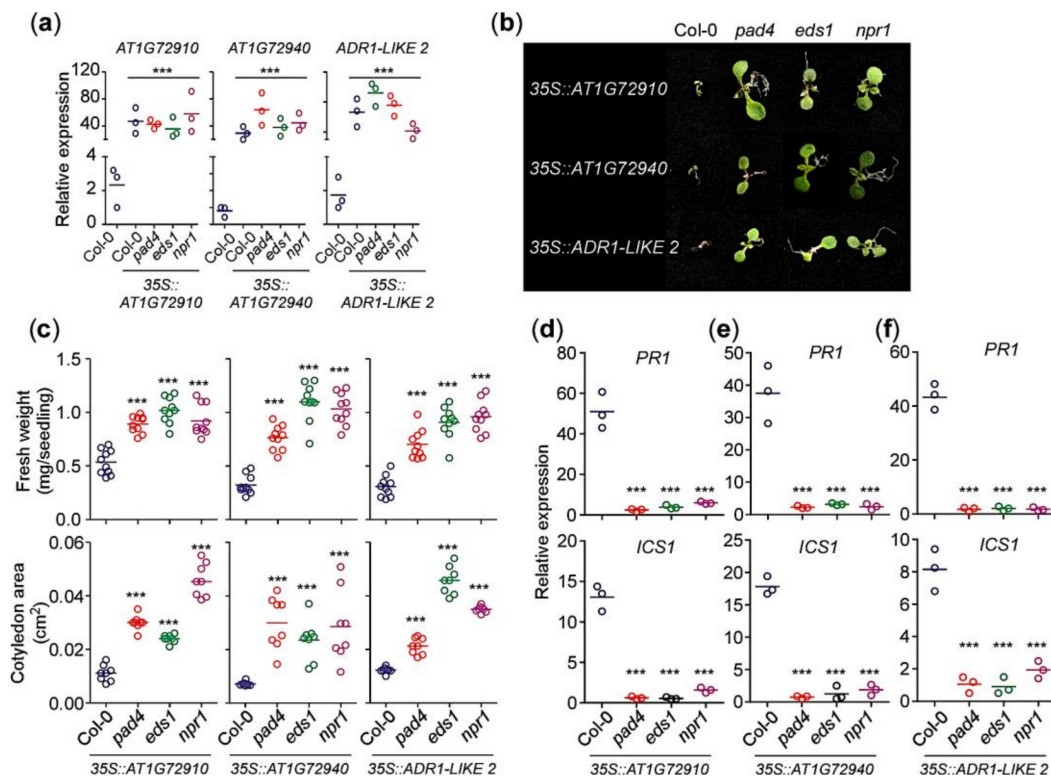 (a)
AT1G72910 AT1G72940 ADR1-LIKE 2
*** *** ***
Relative expression
120
80
40
4
2
0
Col-0 Col-0 pad4 eds1 npr1 Col-0 Col-0 pad4 eds1 npr1 Col-0 Col-0 pad4 eds1 npr1
35S:: 35S:: 35S::
AT1G72910 AT1G72940 ADR1-LIKE 2
(b)
Col-0 pad4 eds1 npr1
35S::AT1G72910
35S::AT1G72940
35S::ADR1-LIKE 2
(c)
Fresh weight
(mg/seedling)
1.5
1.0
0.5
0.0
*** *** *** *** *** *** *** *** ***
Cotyledon area
(cm2)
0.06
0.04
0.02
0.00
*** *** *** *** *** *** *** *** ***
Col-0 pad4 eds1 npr1 Col-0 pad4 eds1 npr1 Col-0 pad4 eds1 npr1
35S::AT1G72910 35S::AT1G72940 35S::ADR1-LIKE 2
(d)
Relative expression
PR1
80
60
40
20
0
*** *** ***
ICS1
20
15
10
5
0
*** *** ***
Col-0 pad4 eds1 npr1
35S::AT1G72910
(e)
PR1
50
40
30
20
10
0
*** *** ***
ICS1
25
20
15
10
5
0
*** *** ***
Col-0 pad4 eds1 npr1
35S::AT1G72940
(f)
PR1
60
40
20
0
*** *** ***
ICS1
10
8
6
4
2
0
*** *** ***
Col-0 pad4 eds1 npr1
35S::ADR1-LIKE 2